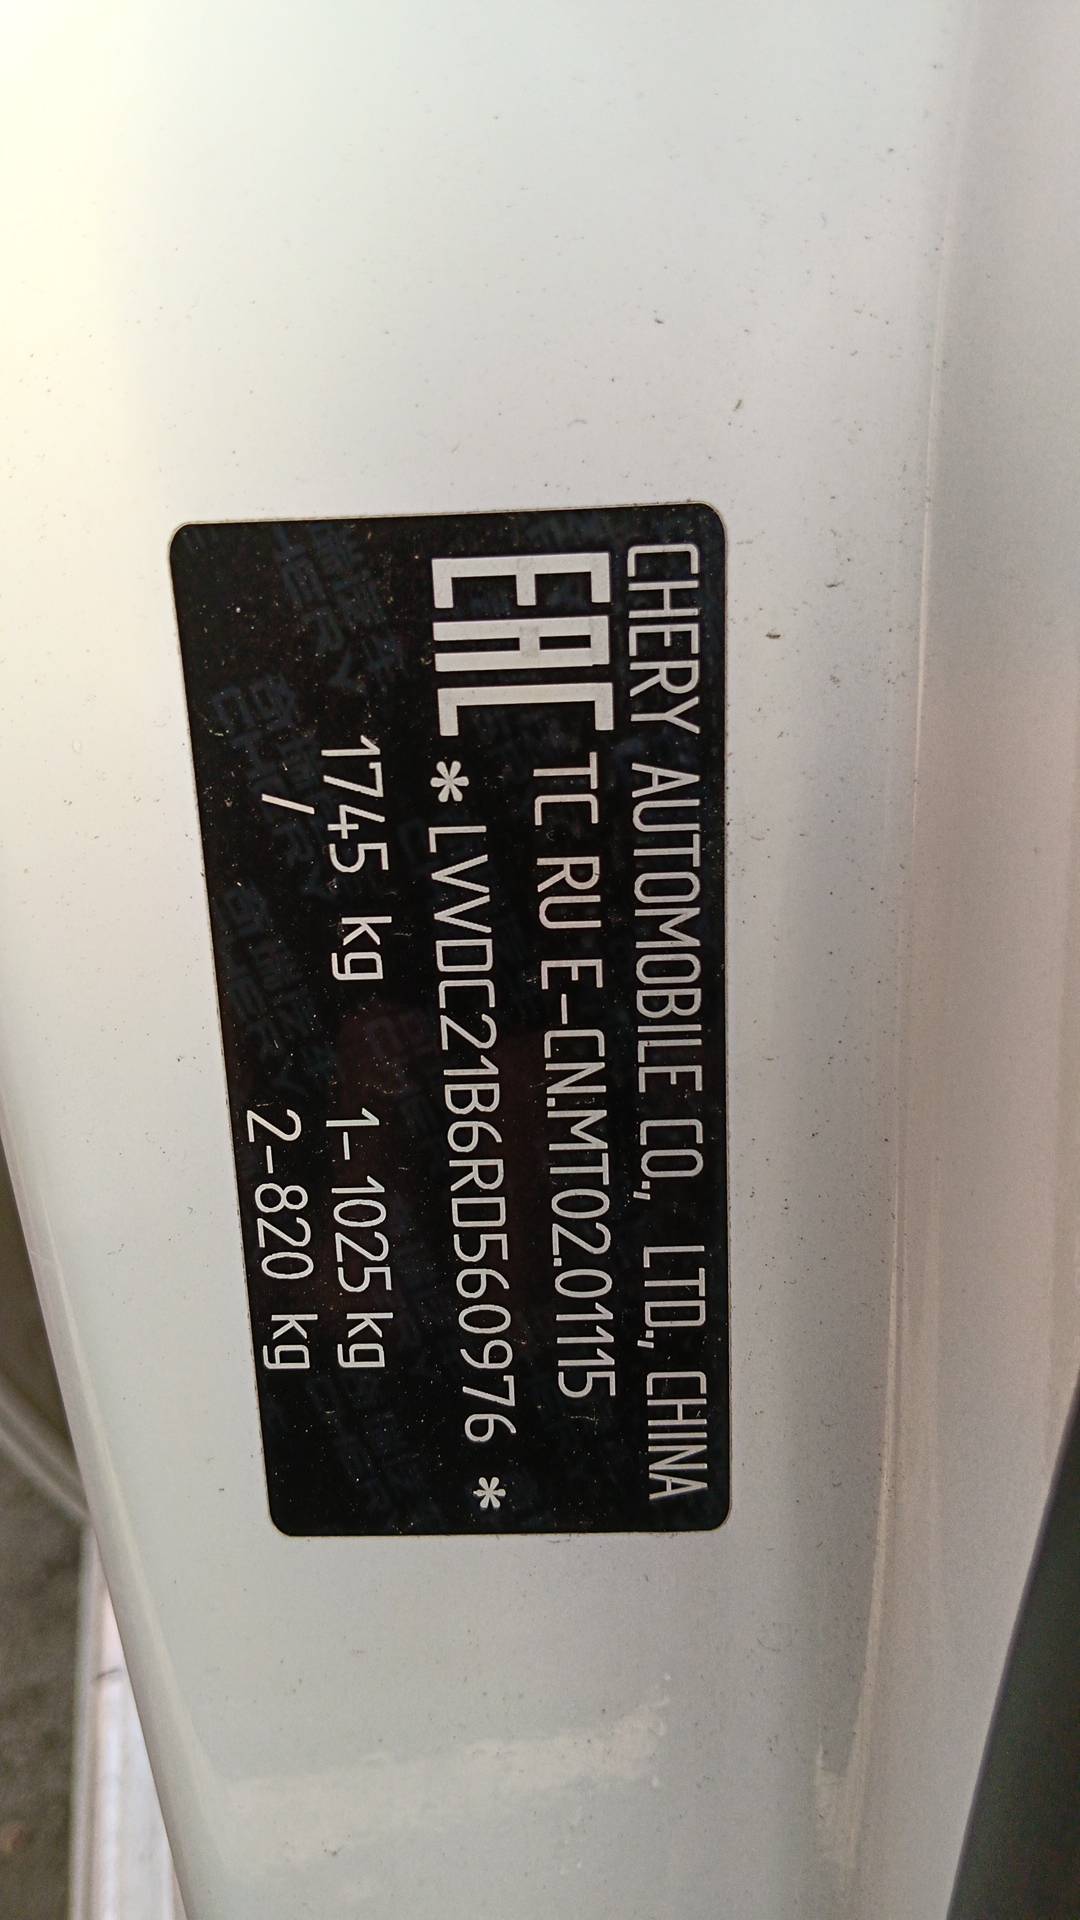 CHERY AUTOMOBILE CO., LTD., CHINA
EAC TC RU E-CN.MT02.01115
*LVVDC21B6RD560976*
1745 kg 1-1025 kg
/ 2-820 kg